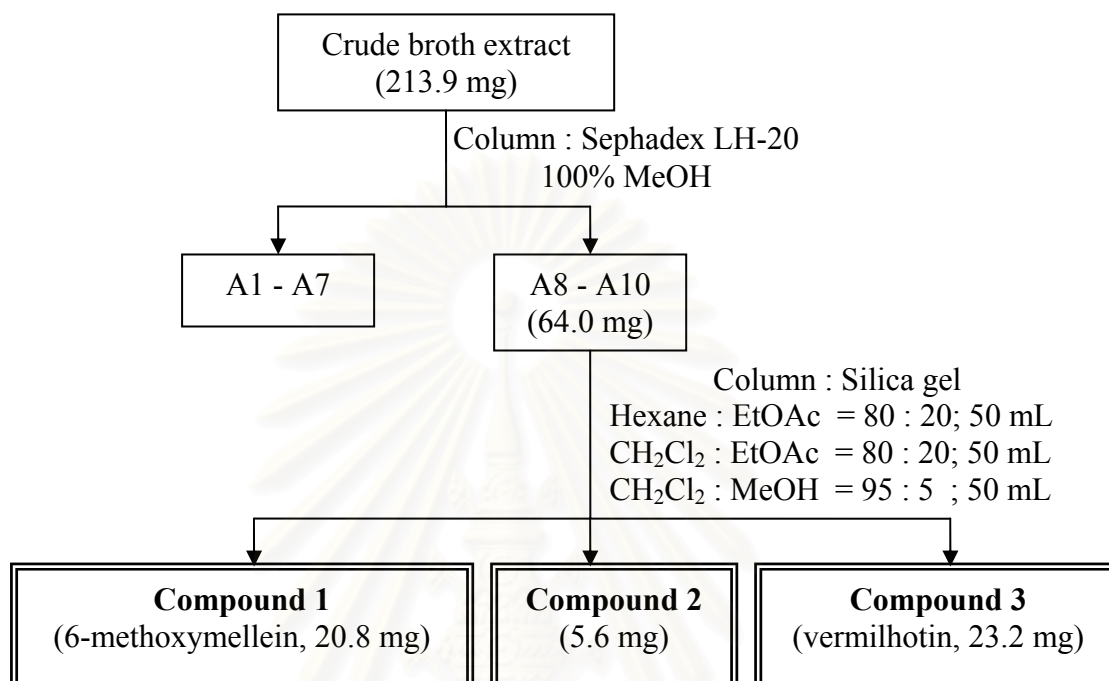 Crude broth extract
(213.9 mg)
Column : Sephadex LH-20
100% MeOH
A1 - A7
A8 - A10
(64.0 mg)
Column : Silica gel
Hexane : EtOAc = 80 : 20; 50 mL
CH₂Cl₂ : EtOAc = 80 : 20; 50 mL
CH₂Cl₂ : MeOH = 95 : 5 ; 50 mL
Compound 1
(6-methoxymellein, 20.8 mg)
Compound 2
(5.6 mg)
Compound 3
(vermilhotin, 23.2 mg)